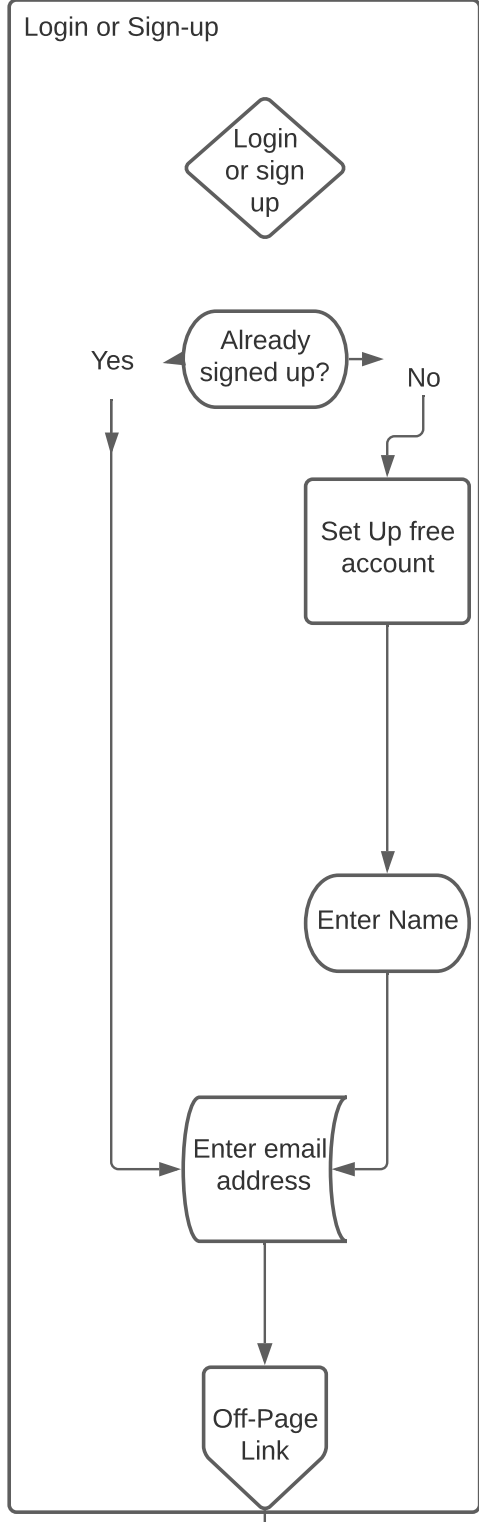 Login or Sign-up
Login
or sign
up
Already
signed up?
Yes
No
Set Up free
account
Enter Name
Enter email
address
Off-Page
Link